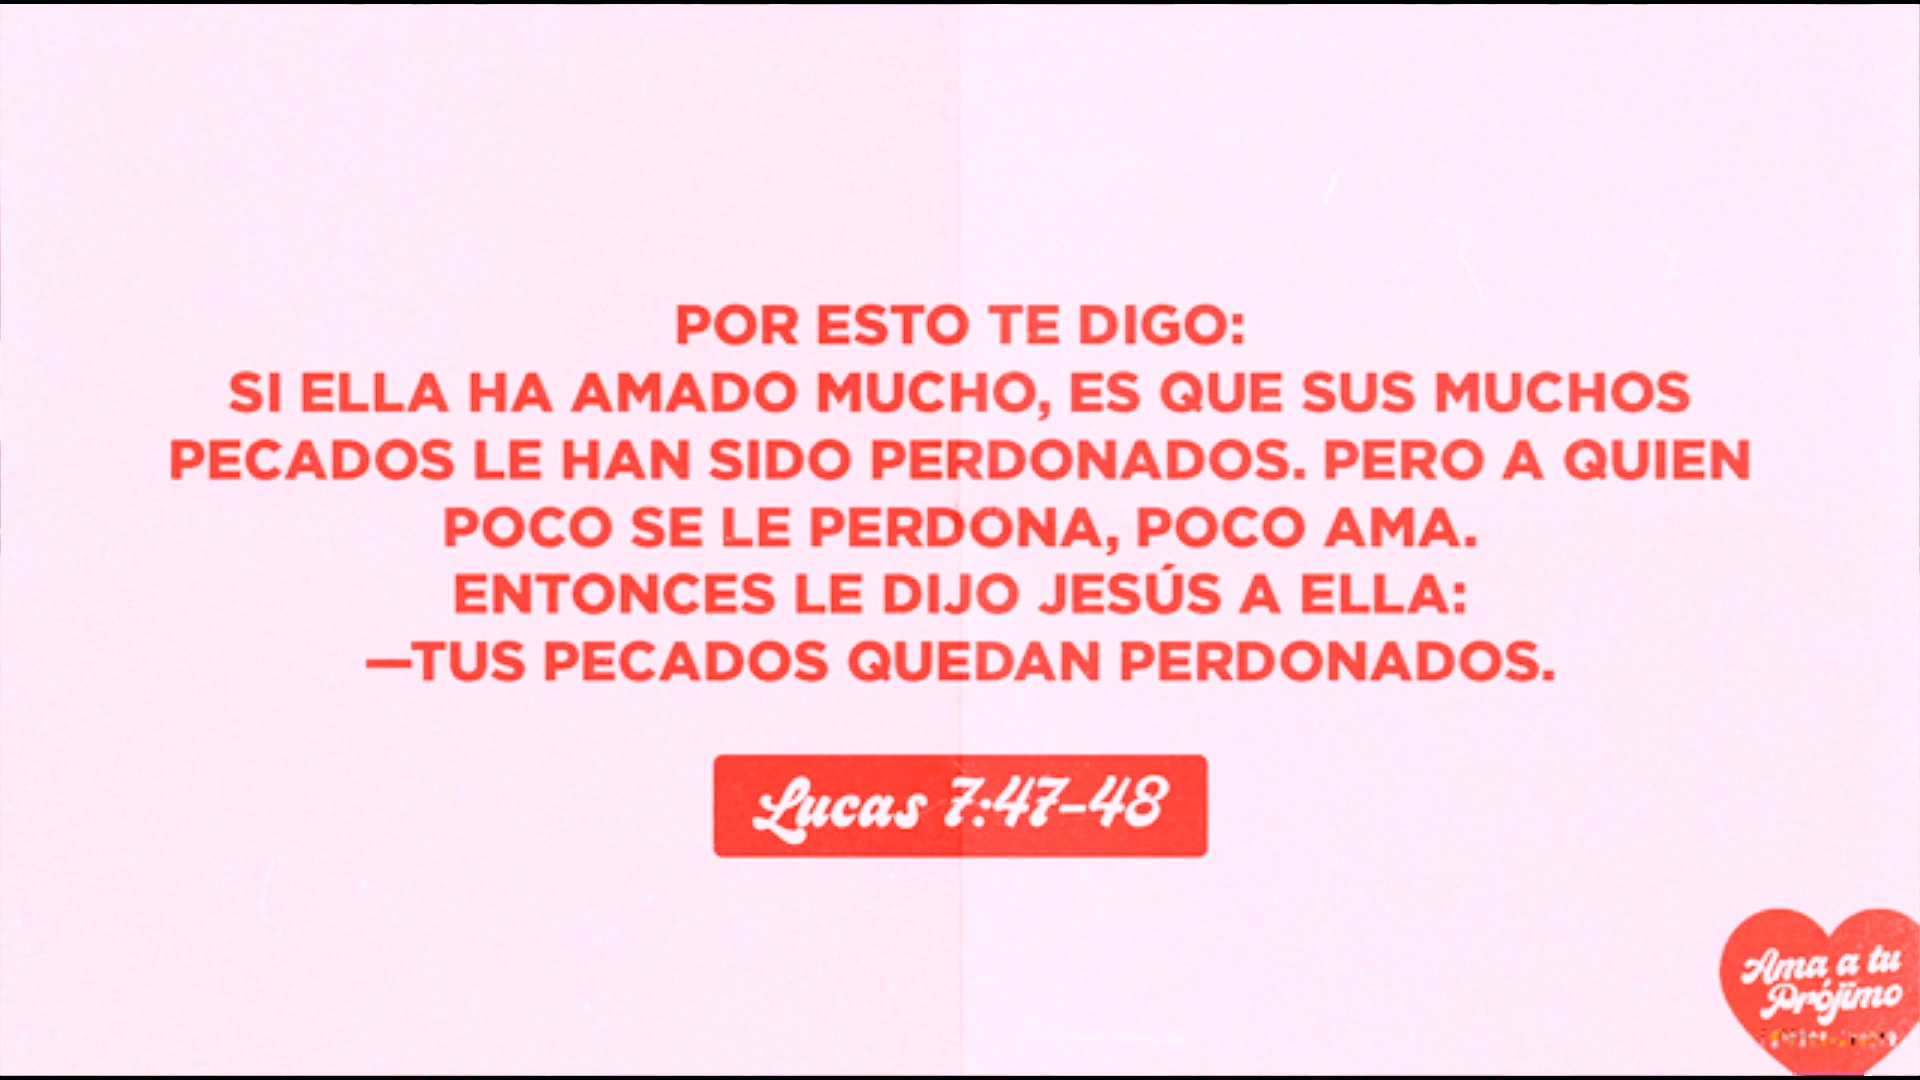 POR ESTO TE DIGO:
SI ELLA HA AMADO MUCHO, ES QUE SUS MUCHOS
PECADOS LE HAN SIDO PERDONADOS. PERO A QUIEN
POCO SE LE PERDONA, POCO AMA.
ENTONCES LE DIJO JESÚS A ELLA:
—TUS PECADOS QUEDAN PERDONADOS.
Lucas 7:47-48
Ama a tu
Prójimo